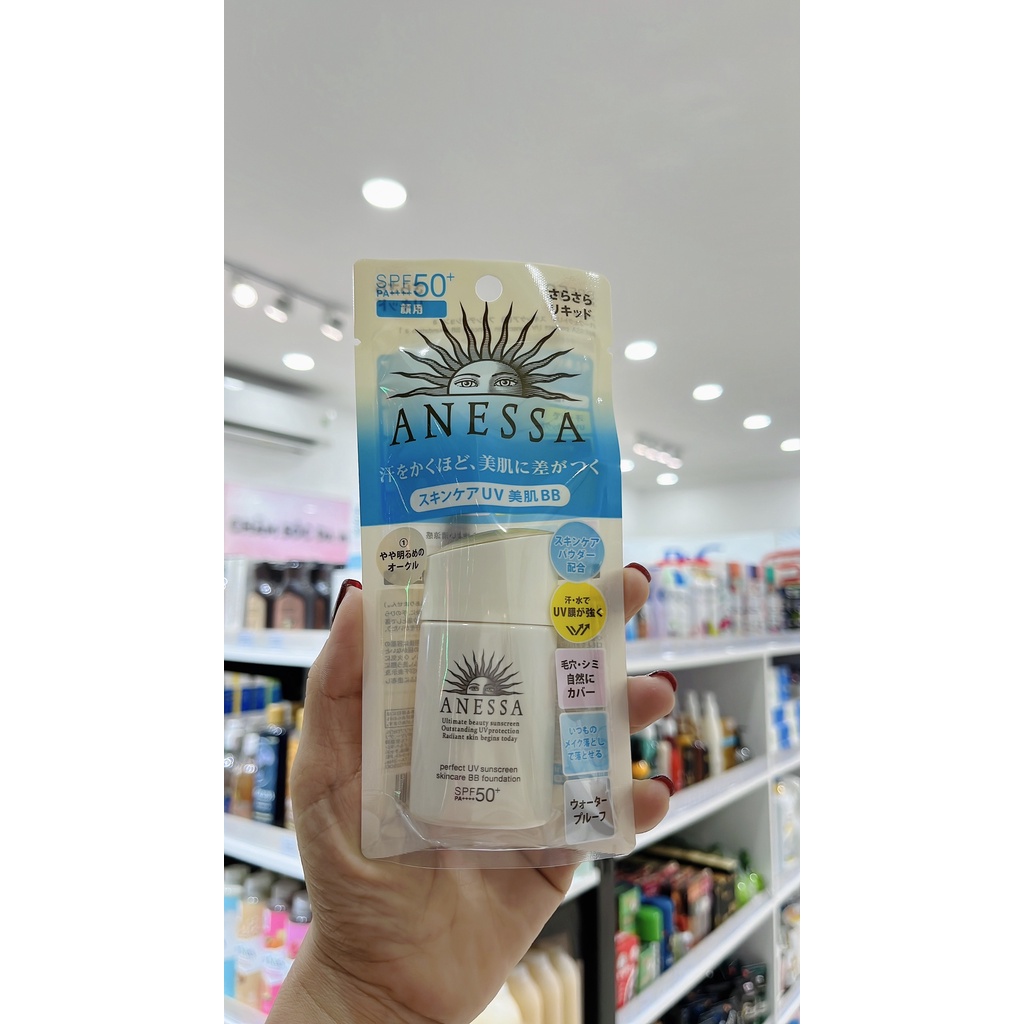 SPF50+
PA++++
顔用
さらさら
リキッド
ANESSA
汗をかくほど、美肌に差がつく
スキンケアUV 美肌BB
①
やや明るめの
オークル
スキンケア
パウダー
配合
汗・水で
UV膜が強く
毛穴・シミ
自然に
カバー
いつもの
メイク落とし
で落とせる
ウォーター
プルーフ
ANESSA
Ultimate beauty sunscreen
Outstanding UV protection
Radiant skin begins today
perfect UV sunscreen
skincare BB foundation
SPF50+
PA++++